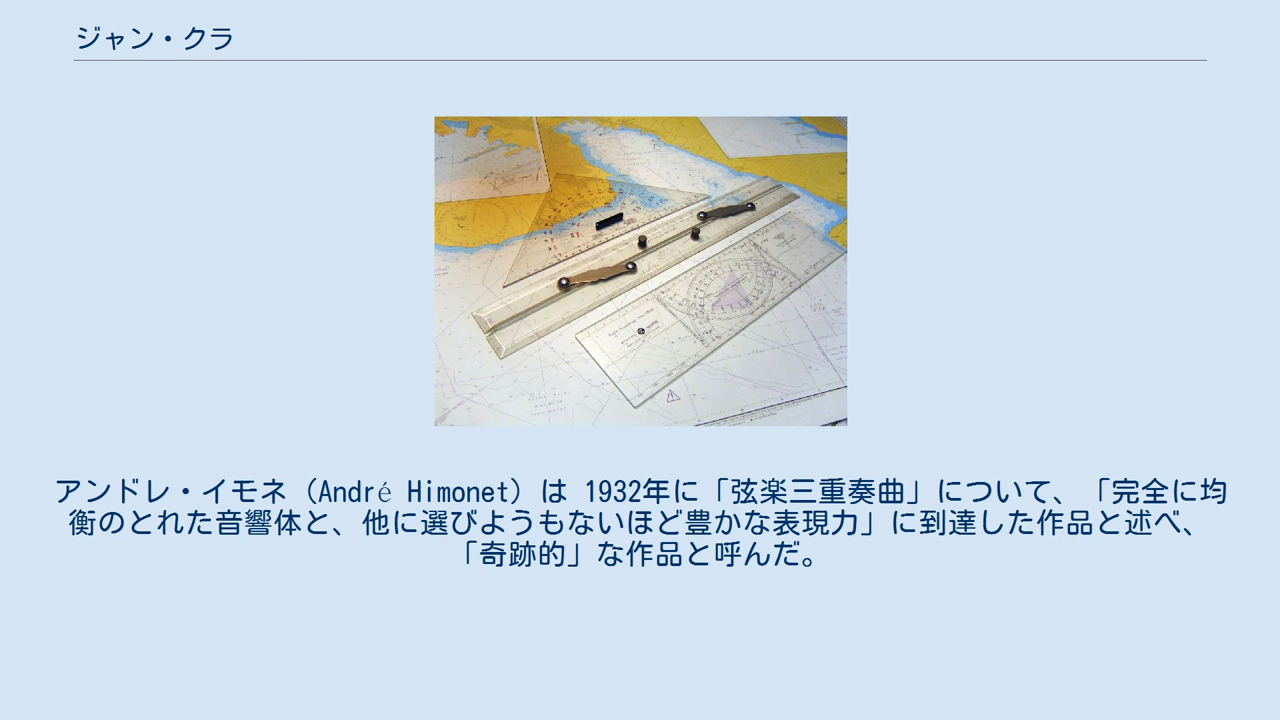 ジャン・クラ
アンドレ・イモネ（André Himonet）は 1932年に「弦楽三重奏曲」について、「完全に均
衡のとれた音響体と、他に選びようもないほど豊かな表現力」に到達した作品と述べ、
「奇跡的」な作品と呼んだ。